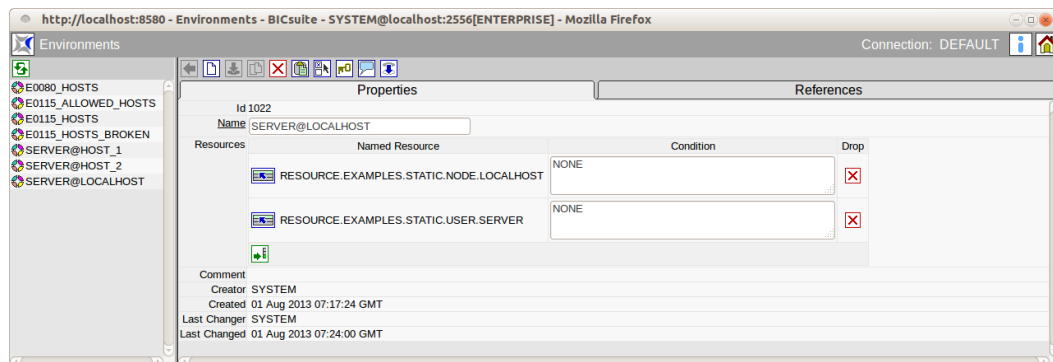 http://localhost:8580 - Environments - BICsuite - SYSTEM@localhost:2556[ENTERPRISE] - Mozilla Firefox
Environments
Connection: DEFAULT
E0080_HOSTS
E0115_ALLOWED_HOSTS
E0115_HOSTS
E0115_HOSTS_BROKEN
SERVER@HOST_1
SERVER@HOST_2
SERVER@LOCALHOST
Properties
References
Id 1022
Name SERVER@LOCALHOST
Resources Named Resource Condition Drop
RESOURCE.EXAMPLES.STATIC.NODE.LOCALHOST NONE
RESOURCE.EXAMPLES.STATIC.USER.SERVER NONE
Comment
Creator SYSTEM
Created 01 Aug 2013 07:17:24 GMT
Last Changer SYSTEM
Last Changed 01 Aug 2013 07:24:00 GMT